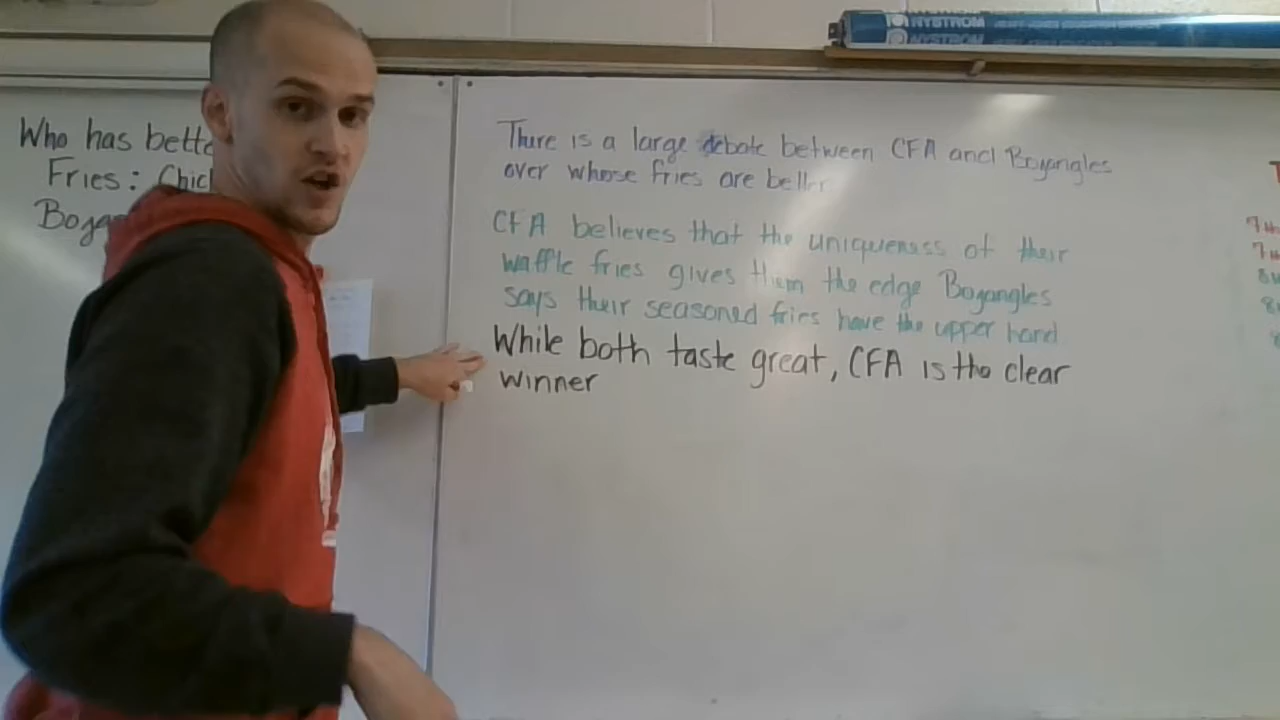 NYSTROM
NYSTROM
Who has bette
Fries: Chic
Boja
There is a large debate between CFA and Bojangles
over whose fries are better
CFA believes that the uniqueness of their
waffle fries gives them the edge Bojangles
says their seasoned fries have the upper hand
While both taste great, CFA is the clear
winner